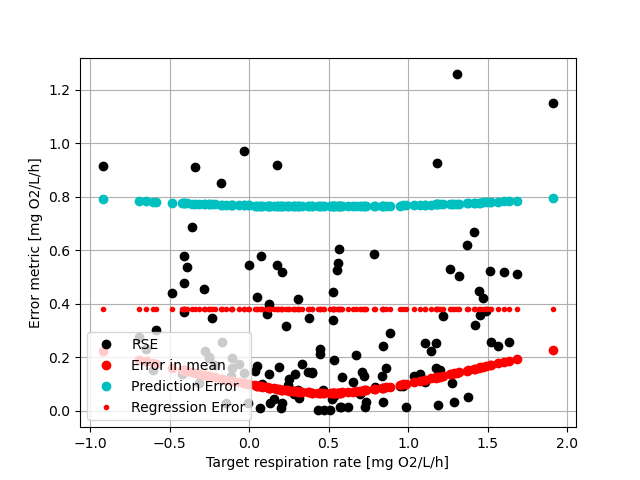 1.2
1.0
0.8
0.6
0.4
0.2
0.0
Error metric [mg O2/L/h]
RSE
Error in mean
Prediction Error
Regression Error
−1.0 −0.5 0.0 0.5 1.0 1.5 2.0
Target respiration rate [mg O2/L/h]